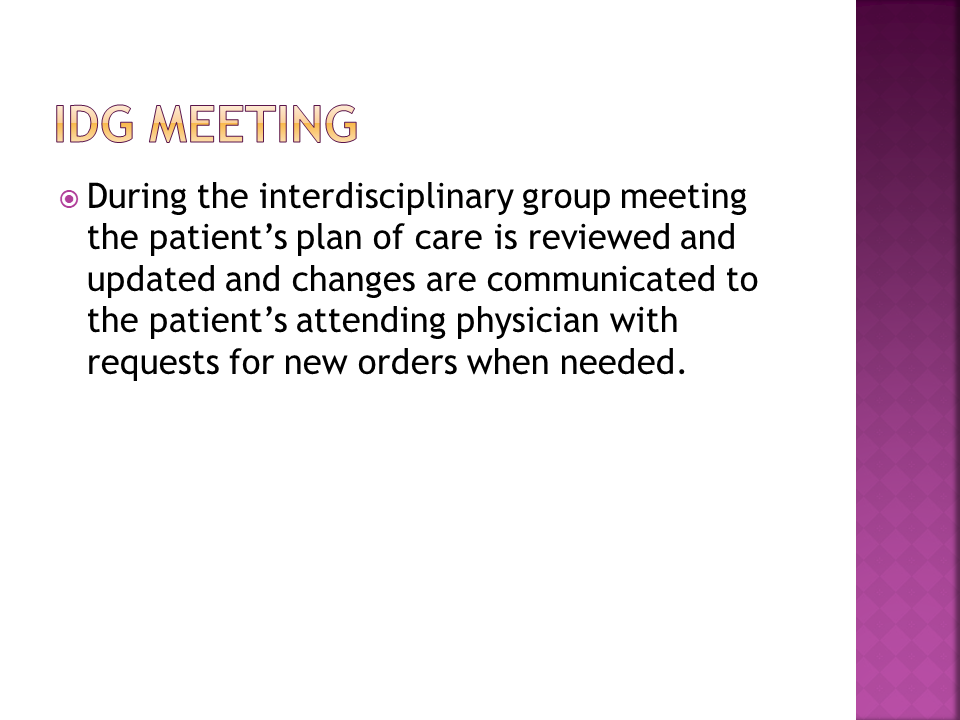 IDG MEETING
During the interdisciplinary group meeting
the patient’s plan of care is reviewed and
updated and changes are communicated to
the patient’s attending physician with
requests for new orders when needed.